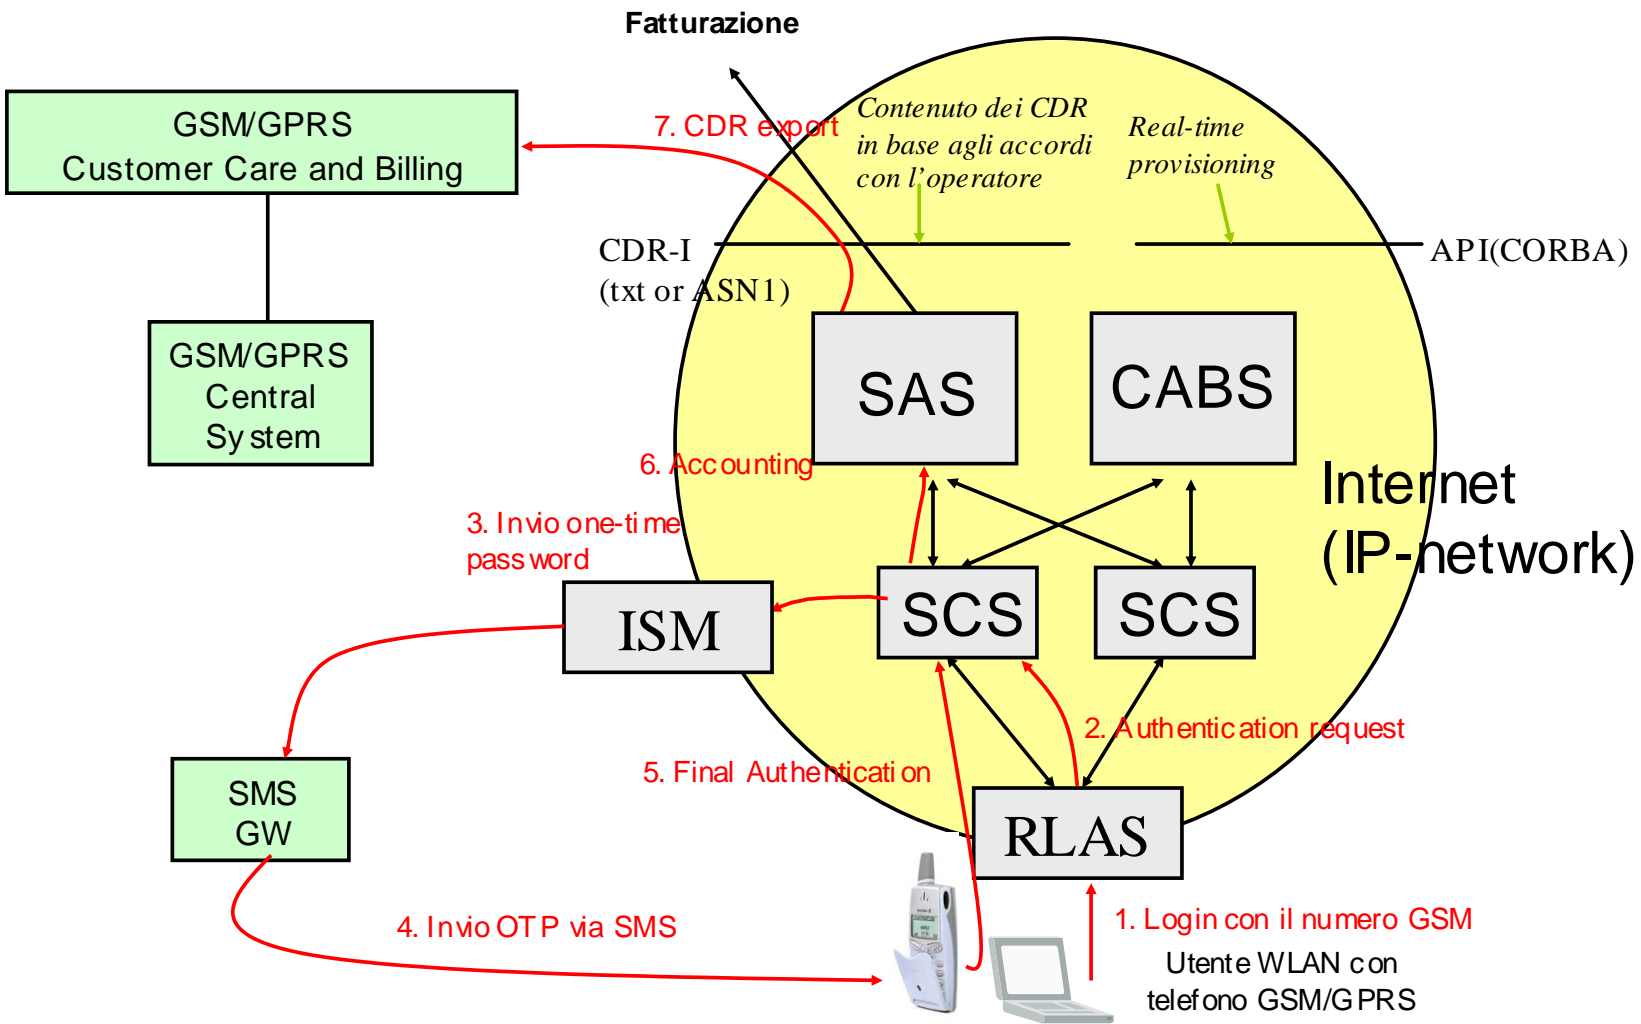 Fatturazione
GSM/GPRS
Customer Care and Billing
7. CDR export
Contenuto dei CDR
in base agli accordi
con l'operatore
Real-time
provisioning
CDR-I
(txt or ASN1)
API(CORBA)
GSM/GPRS
Central
System
SAS
CABS
6. Accounting
Internet
(IP-network)
3. Invio one-time
password
ISM
SCS
SCS
2. Authentication request
5. Final Authentication
SMS
GW
RLAS
4. Invio OTP via SMS
1. Login con il numero GSM
Utente WLAN con
telefono GSM/GPRS